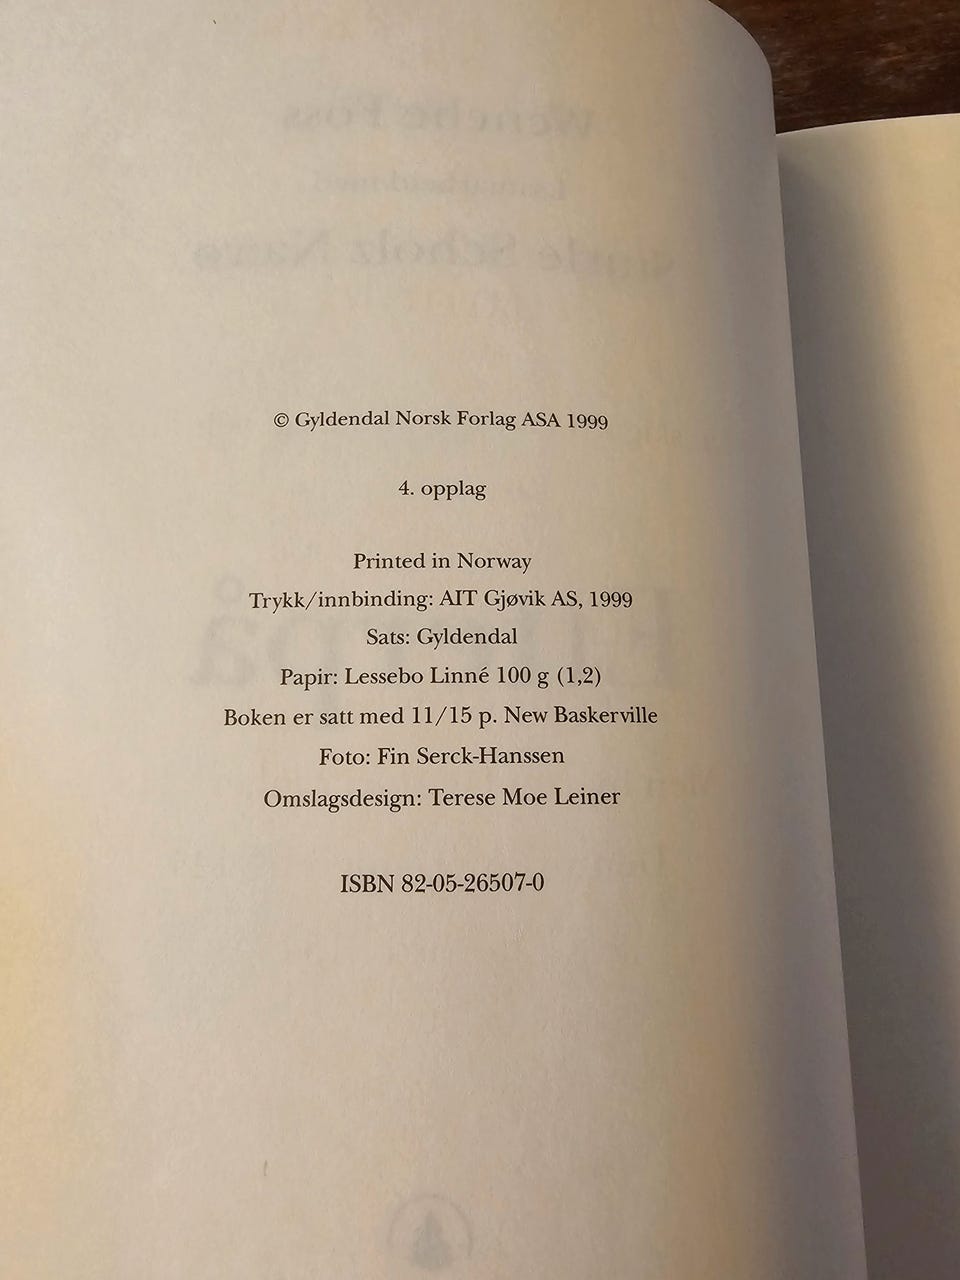 Wenche Foss
© Gyldendal Norsk Forlag ASA 1999
4. opplag
Printed in Norway
Trykk/innbinding: AIT Gjøvik AS, 1999
Sats: Gyldendal
Papir: Lessebo Linné 100 g (1,2)
Boken er satt med 11/15 p. New Baskerville
Foto: Fin Serck-Hanssen
Omslagsdesign: Terese Moe Leiner
ISBN 82-05-26507-0